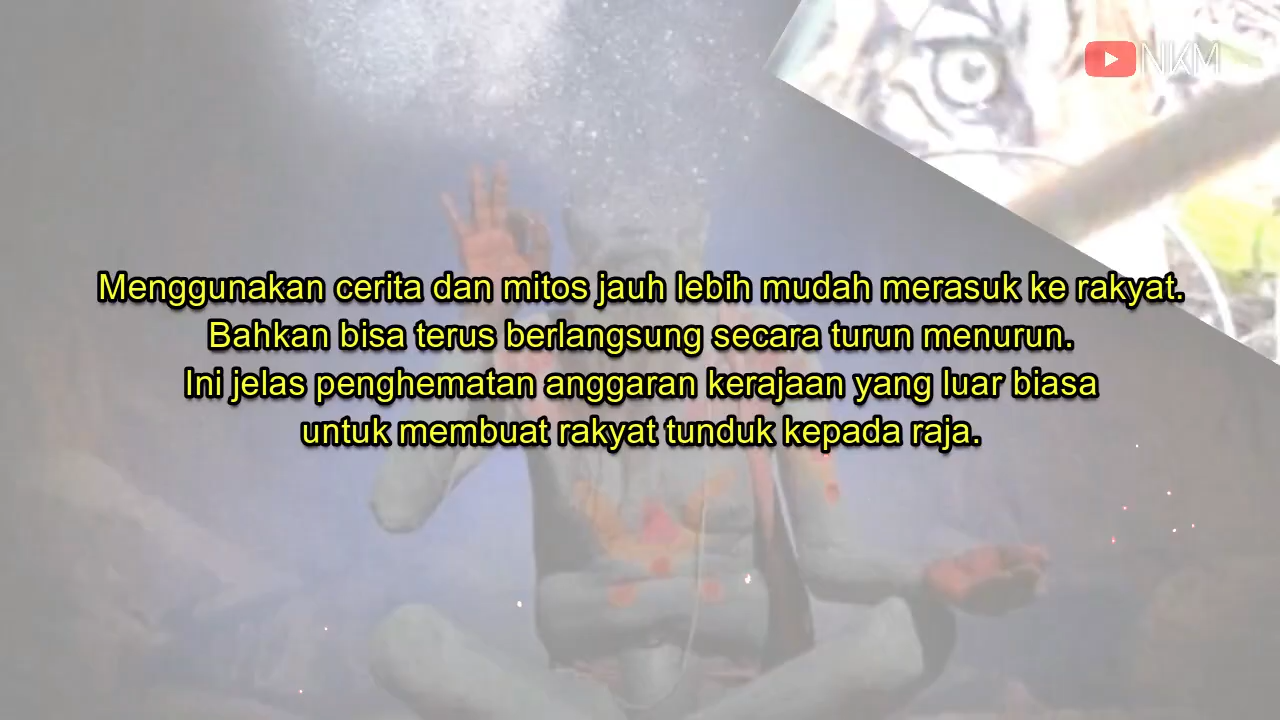 NKM
Menggunakan cerita dan mitos jauh lebih mudah merasuk ke rakyat.
Bahkan bisa terus berlangsung secara turun menurun.
Ini jelas penghematan anggaran kerajaan yang luar biasa
untuk membuat rakyat tunduk kepada raja.